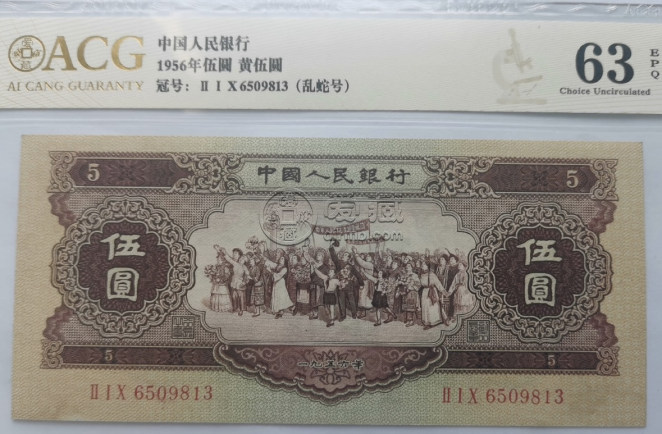 ACG
AI CANG GUARANTY
中国人民银行
1956年伍圆 黄伍圆
冠号: II I X 6509813 (乱蛇号)
63
EPQ
Choice Uncirculated
5
中國人民銀行
5
伍圓
伍圓
5
一九五六年
5
II I X 6509813
II I X 6509813